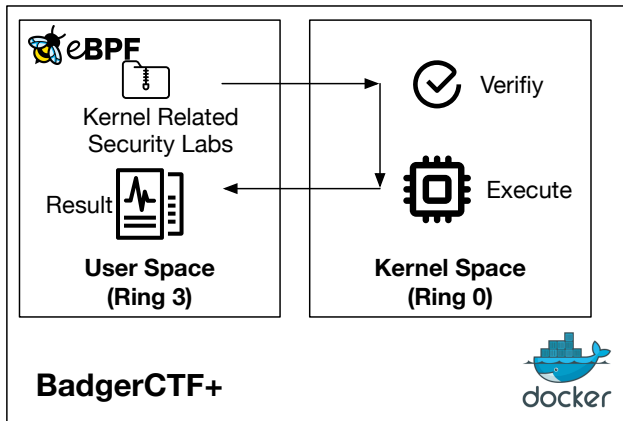 eBPF
Kernel Related
Security Labs
Result
User Space
(Ring 3)
Verifiy
Execute
Kernel Space
(Ring 0)
BadgerCTF+
docker